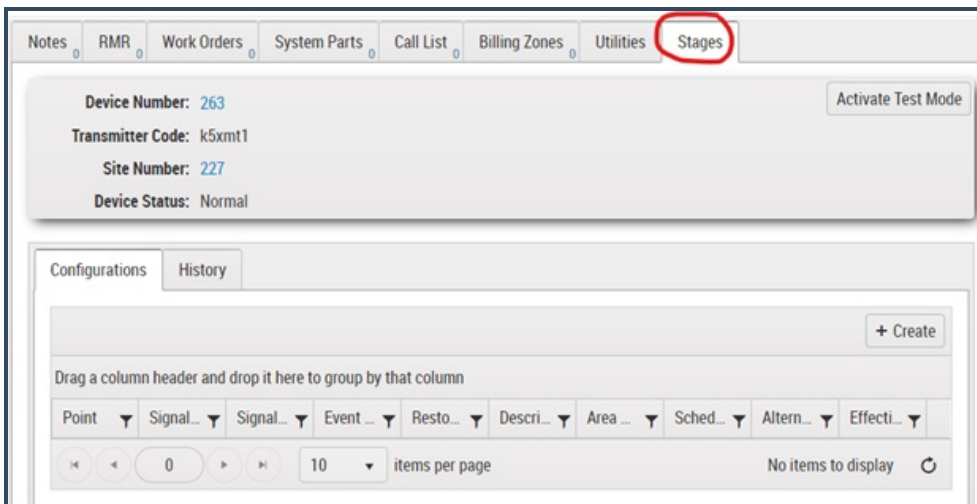 Notes 0 RMR 0 Work Orders 0 System Parts 0 Call List 0 Billing Zones 0 Utilities Stages
Device Number: 263 Activate Test Mode
Transmitter Code: k5xmt1
Site Number: 227
Device Status: Normal
Configurations History
+ Create
Drag a column header and drop it here to group by that column
Point Signal... Signal... Event ... Resto... Descri... Area ... Sched... Altern... Effecti...
0 10 items per page No items to display